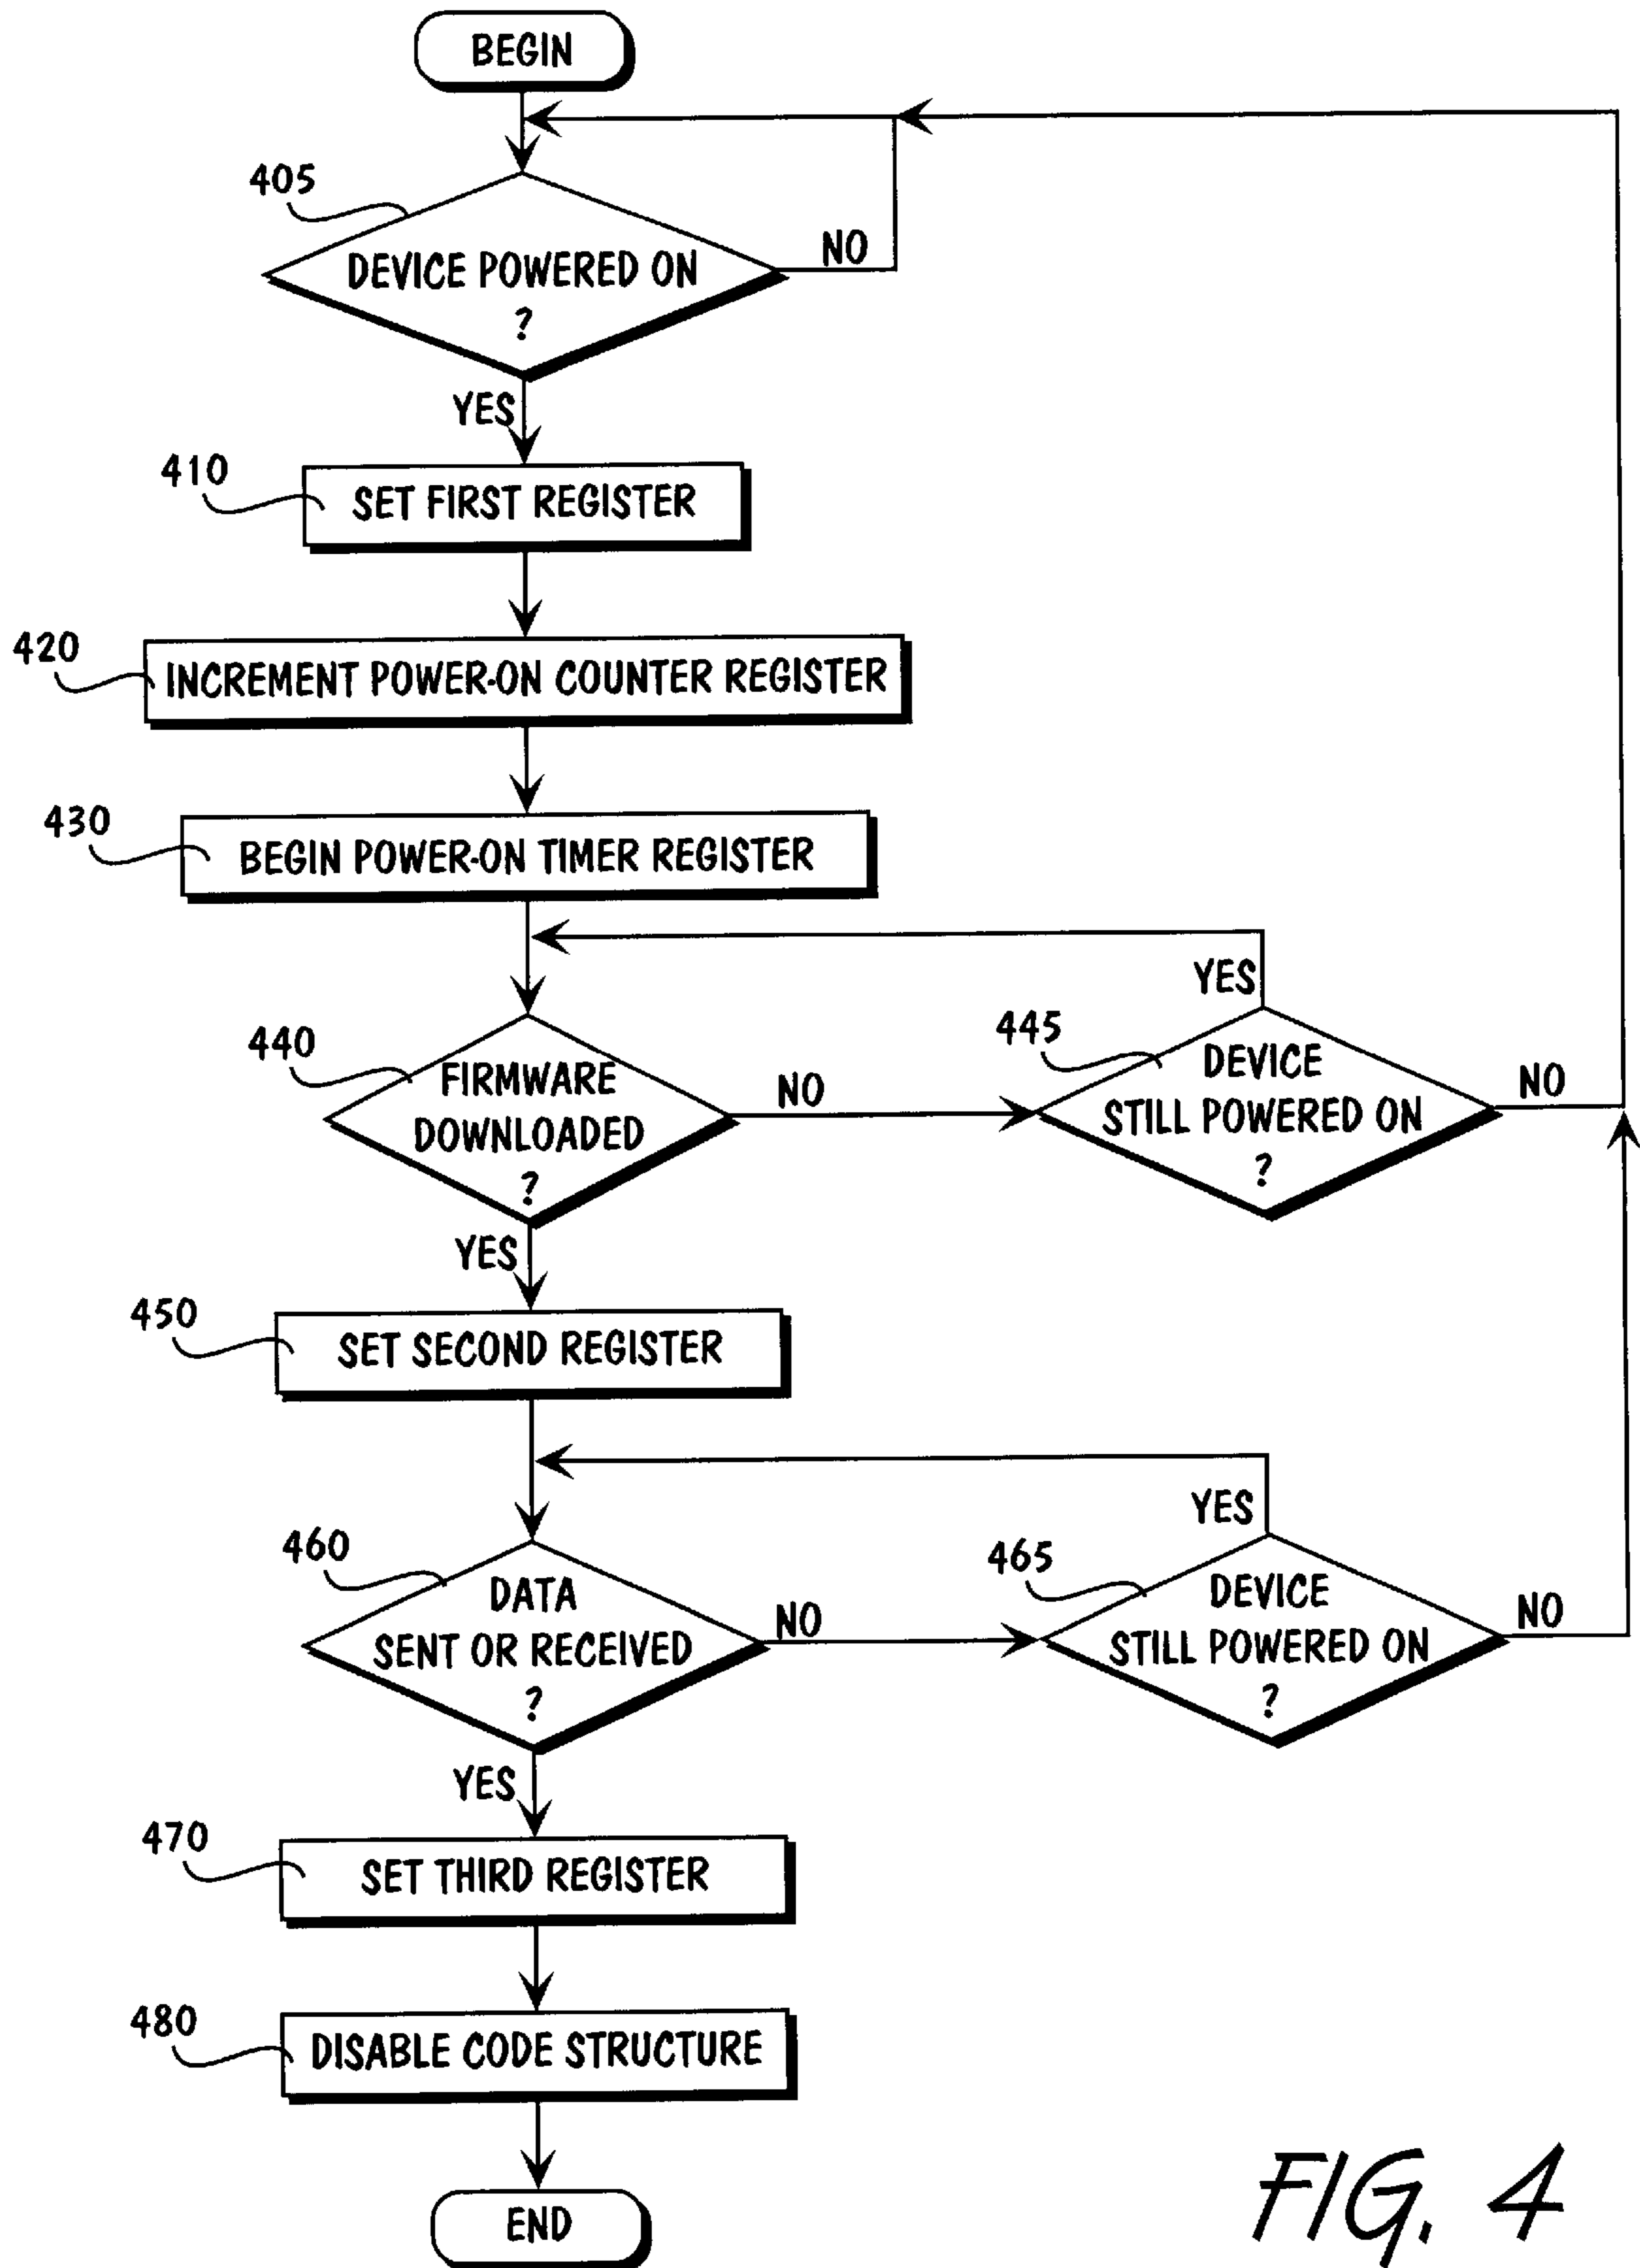 BEGIN
405
DEVICE POWERED ON
?
NO
YES
410
SET FIRST REGISTER
420
INCREMENT POWER-ON COUNTER REGISTER
430
BEGIN POWER-ON TIMER REGISTER
440
FIRMWARE
DOWNLOADED
?
NO
YES
445
DEVICE
STILL POWERED ON
?
YES
NO
450
SET SECOND REGISTER
460
DATA
SENT OR RECEIVED
?
NO
YES
465
DEVICE
STILL POWERED ON
?
YES
NO
470
SET THIRD REGISTER
480
DISABLE CODE STRUCTURE
END
FIG. 4